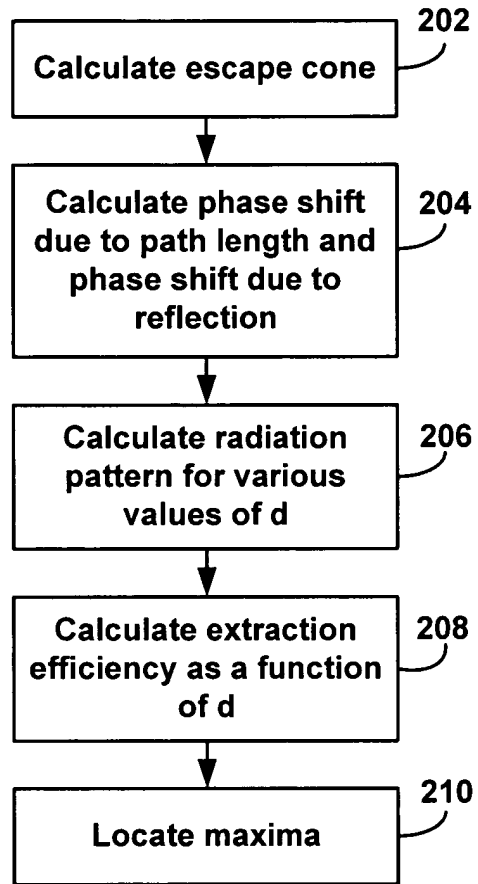 202
Calculate escape cone
204
Calculate phase shift
due to path length and
phase shift due to
reflection
206
Calculate radiation
pattern for various
values of d
208
Calculate extraction
efficiency as a function
of d
210
Locate maxima